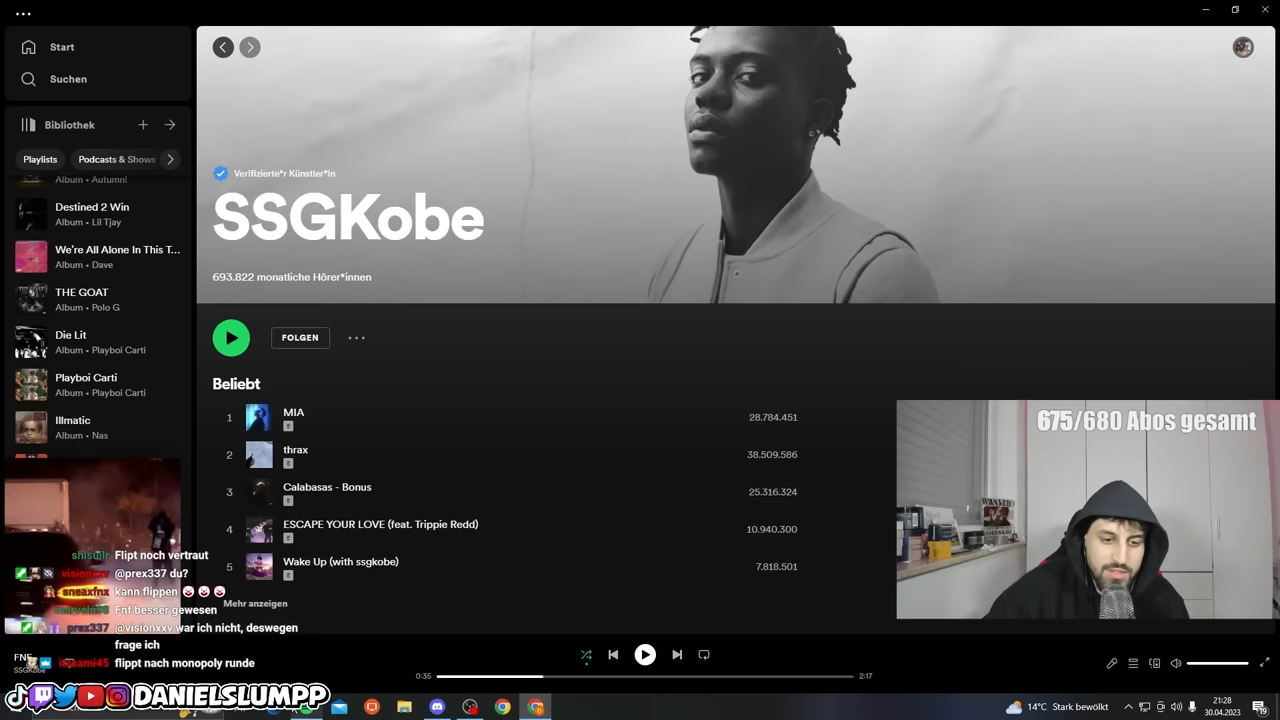 Start
Suchen
Bibliothek
Playlists
Podcasts & Shows
Album • Autumn!
Destined 2 Win
Album • Lil Tjay
We're All Alone In This T...
Album • Dave
THE GOAT
Album • Polo G
Die Lit
Album • Playboi Carti
Playboi Carti
Album • Playboi Carti
Illmatic
Album • Nas
Verifizierte*r Künstler*in
SSGKobe
693.822 monatliche Hörer*innen
FOLGEN
Beliebt
1 MIA 28.784.451
E
2 thrax 38.509.586
E
3 Calabasas - Bonus 25.316.324
E
4 ESCAPE YOUR LOVE (feat. Trippie Redd) 10.940.300
E
5 Wake Up (with ssgkobe) 7.818.501
E
Mehr anzeigen
675/680 Abos gesamt
WANTED
Flipt noch vertraut
visionxxv @prex337 du?
sneaxfnx kann flippen
Fnf besser gewesen
prex337 @visionxxv war ich nicht, deswegen
frage ich
flippt nach monopoly runde
FNF
SSGKobe
0:35
2:17
DANIELSLUMPP
14°C Stark bewölkt
21:28
30.04.2023
19